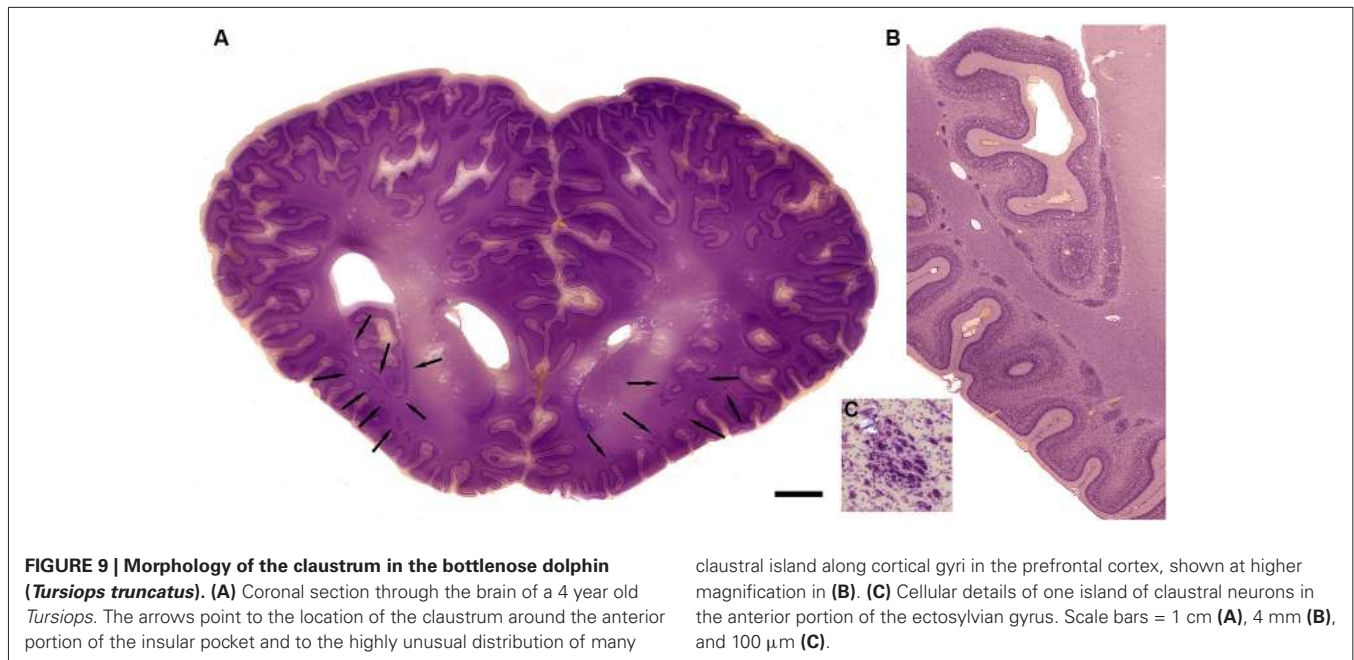 A
B
C
FIGURE 9 | Morphology of the claustrum in the bottlenose dolphin
(Tursiops truncatus). (A) Coronal section through the brain of a 4 year old
Tursiops. The arrows point to the location of the claustrum around the anterior
portion of the insular pocket and to the highly unusual distribution of many
claustral island along cortical gyri in the prefrontal cortex, shown at higher
magnification in (B). (C) Cellular details of one island of claustral neurons in
the anterior portion of the ectosylvian gyrus. Scale bars = 1 cm (A), 4 mm (B),
and 100 μm (C).